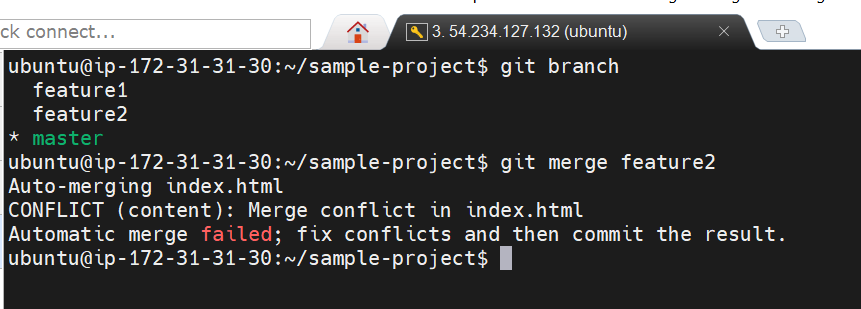 ck connect...
3. 54.234.127.132 (ubuntu)
ubuntu@ip-172-31-31-30:~/sample-project$ git branch
  feature1
  feature2
* master
ubuntu@ip-172-31-31-30:~/sample-project$ git merge feature2
Auto-merging index.html
CONFLICT (content): Merge conflict in index.html
Automatic merge failed; fix conflicts and then commit the result.
ubuntu@ip-172-31-31-30:~/sample-project$